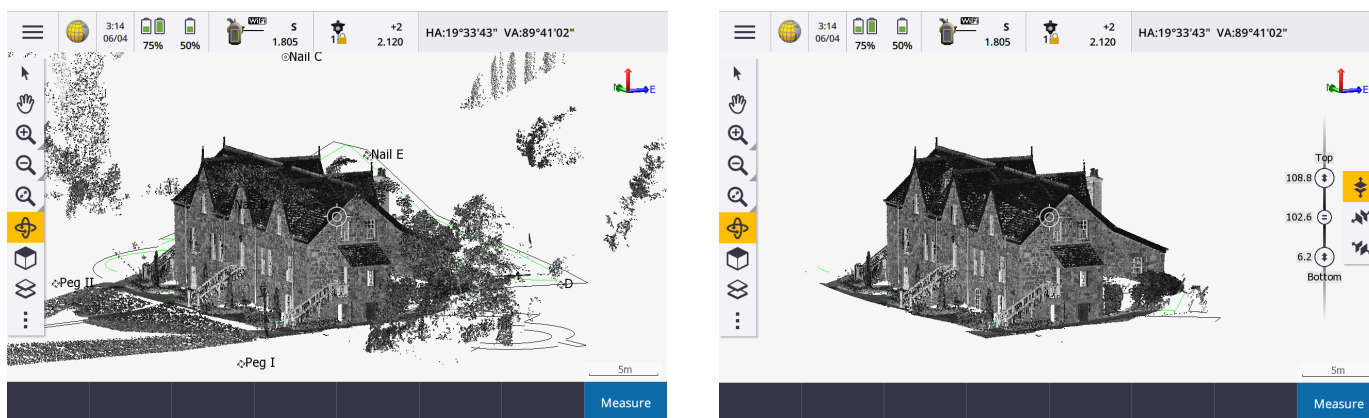 3:14
06/04
75%
50%
WiFi
S
1.805
1
+2
2.120
HA:19°33'43" VA:89°41'02"
Nail C
N
E
Nail E
Peg II
D
Peg I
5m
Measure
3:14
06/04
75%
50%
WiFi
S
1.805
1
+2
2.120
HA:19°33'43" VA:89°41'02"
E
Top
108.8
102.6
6.2
Bottom
5m
Measure